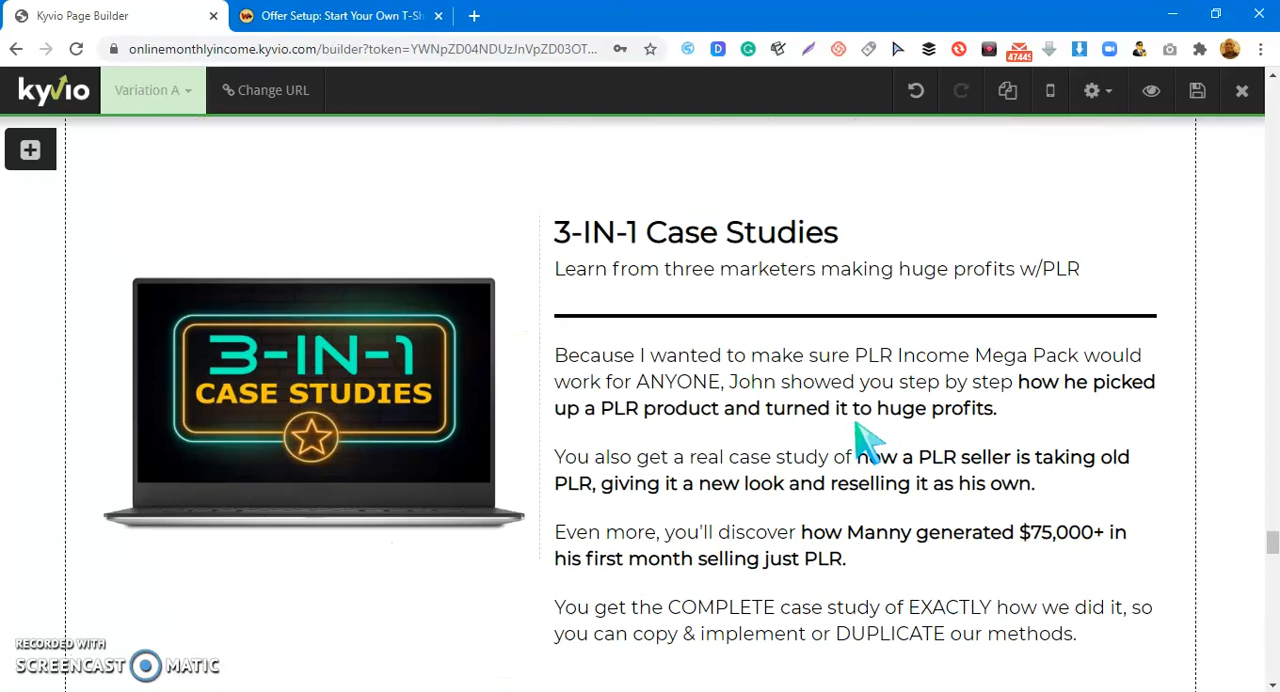 Kyvio Page Builder
Offer Setup: Start Your Own T-Sh
onlinemonthlyincome.kyvio.com/builder?token=YWNpZD04NDUzJnVpZD03OT...
47449
kyvio
Variation A
Change URL
3-IN-1
CASE STUDIES
3-IN-1 Case Studies
Learn from three marketers making huge profits w/PLR
Because I wanted to make sure PLR Income Mega Pack would
work for ANYONE, John showed you step by step how he picked
up a PLR product and turned it to huge profits.
You also get a real case study of how a PLR seller is taking old
PLR, giving it a new look and reselling it as his own.
Even more, you'll discover how Manny generated $75,000+ in
his first month selling just PLR.
You get the COMPLETE case study of EXACTLY how we did it, so
you can copy & implement or DUPLICATE our methods.
RECORDED WITH
SCREENCAST MATIC